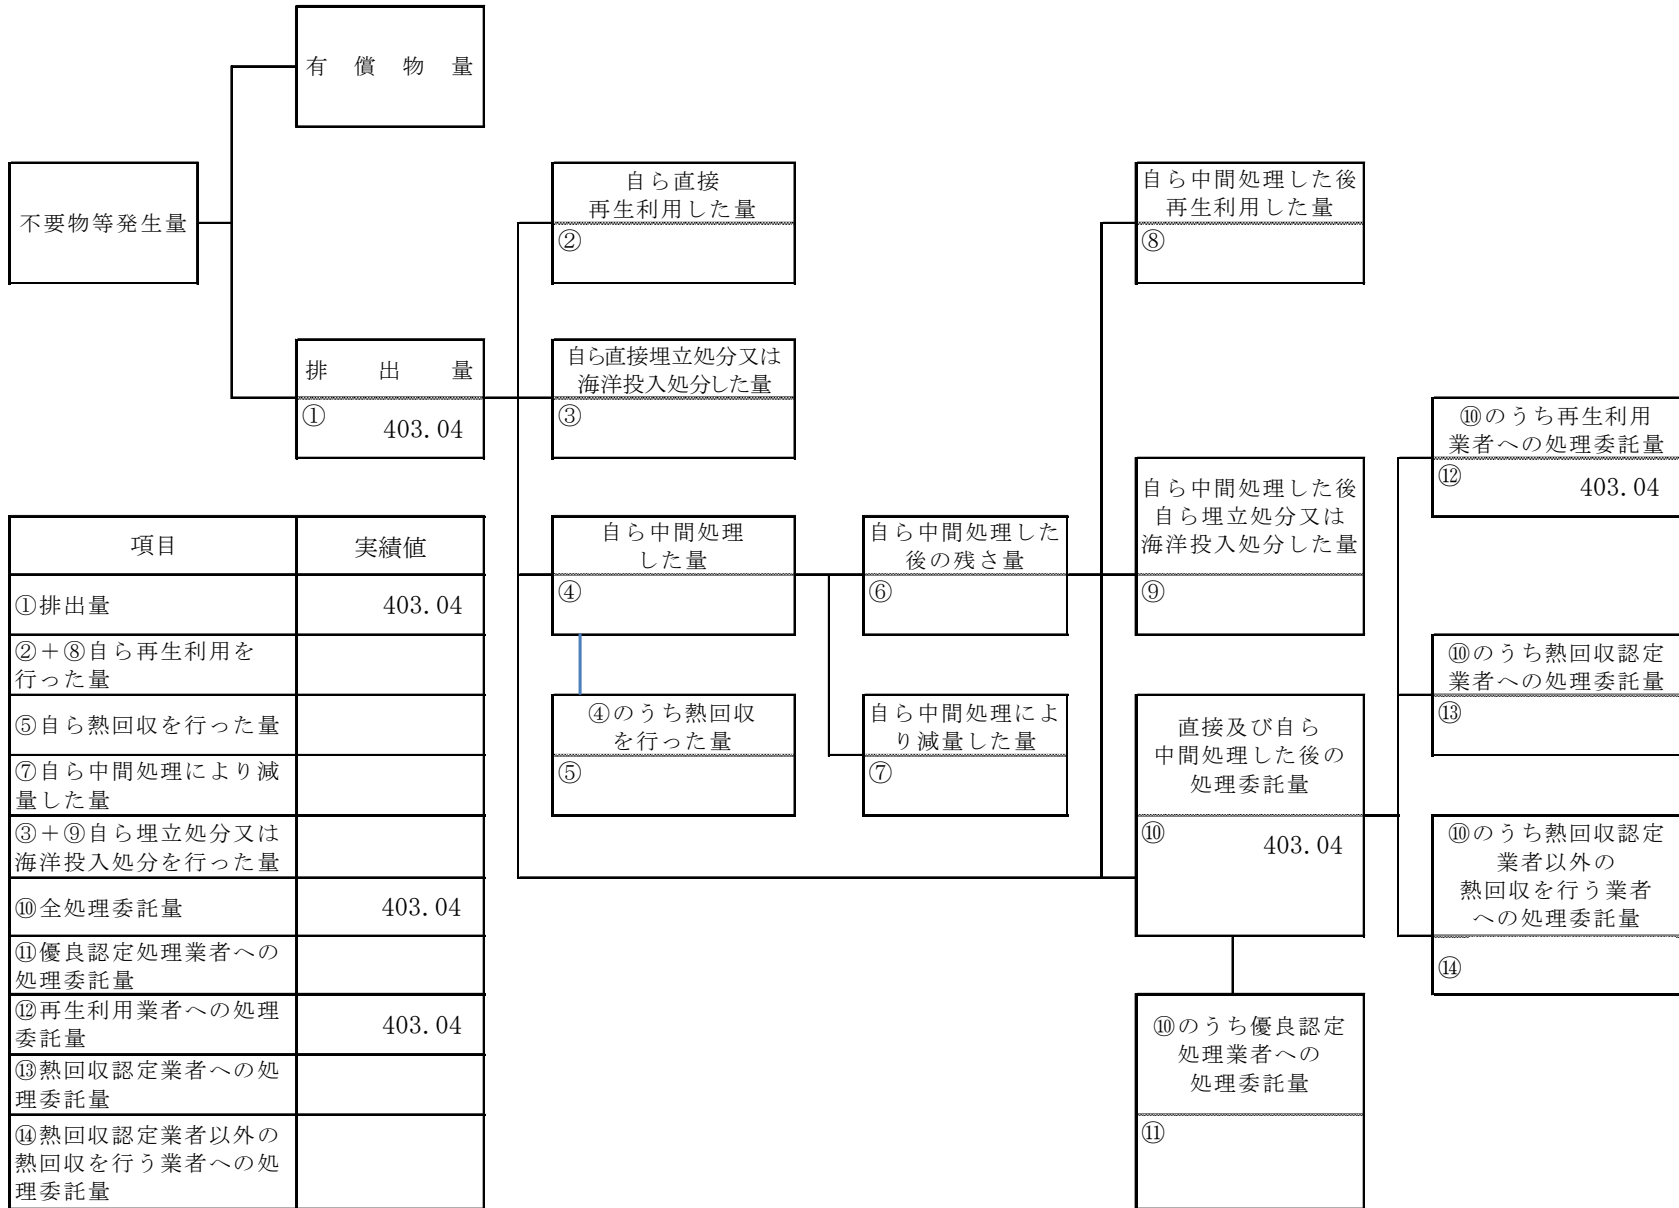 有償物量
不要物等発生量
排出量
① 403.04
自ら直接
再生利用した量
②
自ら直接埋立処分又は
海洋投入処分した量
③
自ら中間処理
した量
④
④のうち熱回収
を行った量
⑤
自ら中間処理した
後の残さ量
⑥
自ら中間処理によ
り減量した量
⑦
自ら中間処理した後
再生利用した量
⑧
自ら中間処理した後
自ら埋立処分又は
海洋投入処分した量
⑨
直接及び自ら
中間処理した後の
処理委託量
⑩ 403.04
⑩のうち優良認定
処理業者への
処理委託量
⑪
⑩のうち再生利用
業者への処理委託量
⑫ 403.04
⑩のうち熱回収認定
業者への処理委託量
⑬
⑩のうち熱回収認定
業者以外の
熱回収を行う業者
への処理委託量
⑭
項目 実績値
①排出量 403.04
②+⑧自ら再生利用を
行った量
⑤自ら熱回収を行った量
⑦自ら中間処理により減
量した量
③+⑨自ら埋立処分又は
海洋投入処分を行った量
⑩全処理委託量 403.04
⑪優良認定処理業者への
処理委託量
⑫再生利用業者への処理
委託量 403.04
⑬熱回収認定業者への処
理委託量
⑭熱回収認定業者以外の
熱回収を行う業者への処
理委託量